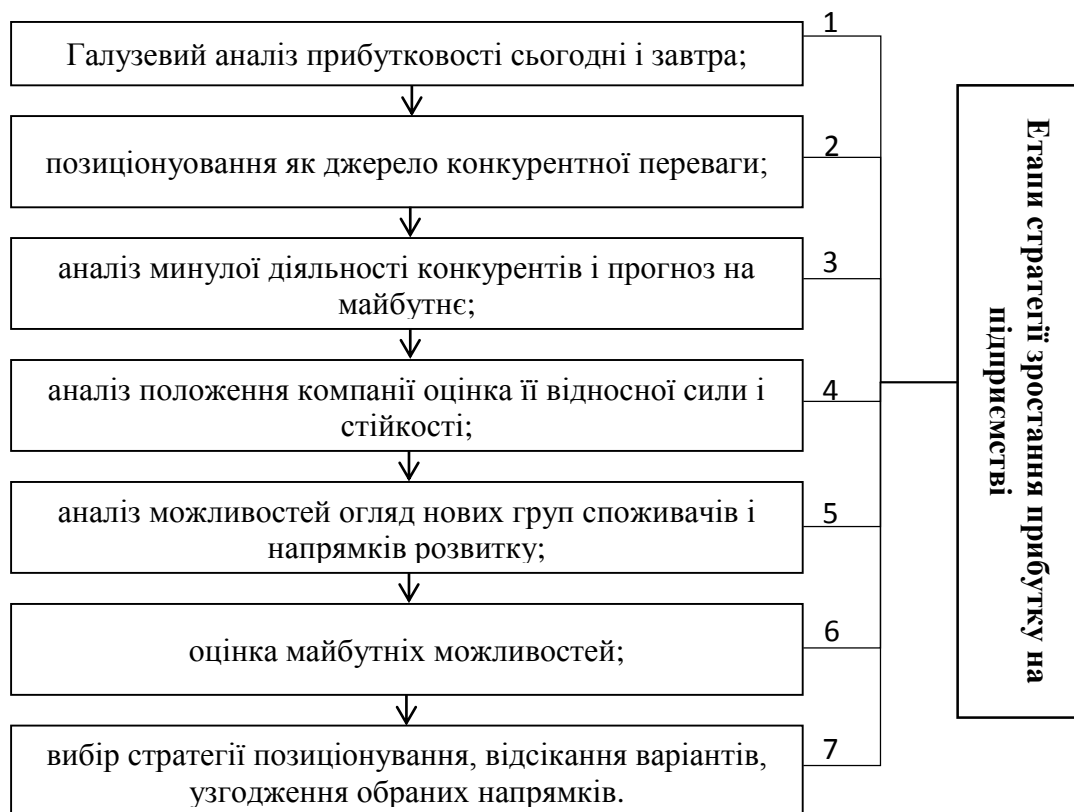 Галузевий аналіз прибутковості сьогодні і завтра;
1
позиціонуовання як джерело конкурентної переваги;
2
аналіз минулої діяльності конкурентів і прогноз на
майбутнє;
3
аналіз положення компанії оцінка її відносної сили і
стійкості;
4
аналіз можливостей огляд нових груп споживачів і
напрямків розвитку;
5
оцінка майбутніх можливостей;
6
вибір стратегії позиціонування, відсікання варіантів,
узгодження обраних напрямків.
7
Етапи стратегії зростання прибутку на
підприємстві